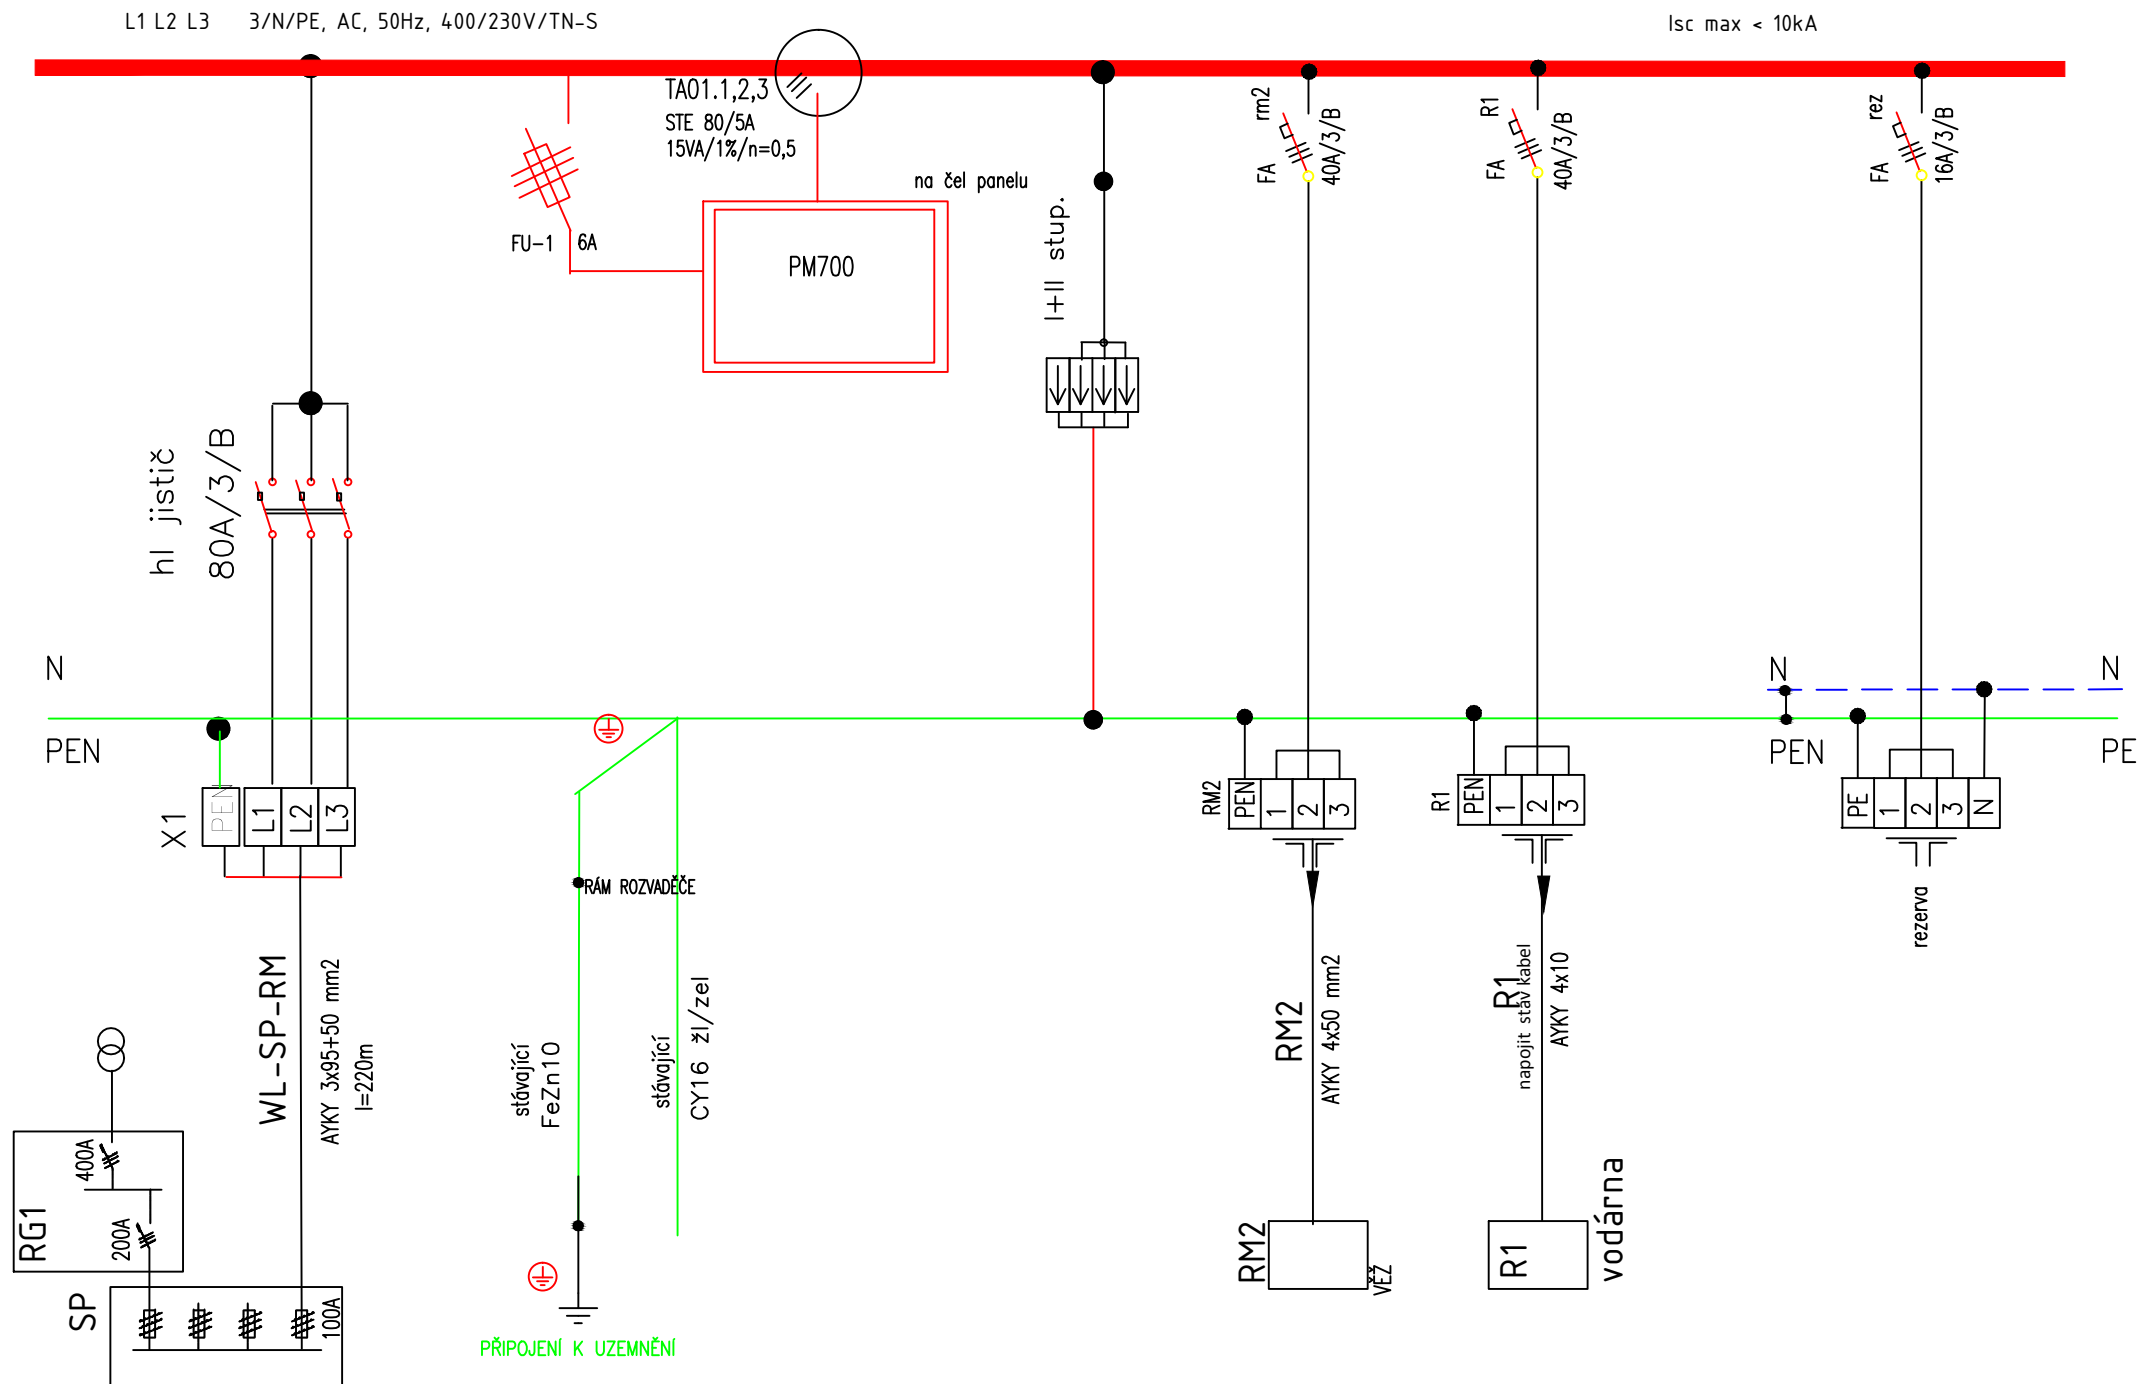 L1 L2 L3 3/N/PE, AC, 50Hz, 400/230V/TN-S
Isc max < 10kA
TA01.1,2,3
STE 80/5A
15VA/1%/n=0,5
na čel panelu
FU-1 6A
PM700
I+II stup.
rm2
FA
40A/3/B
R1
FA
40A/3/B
rez
FA
16A/3/B
hl jistič
80A/3/B
N
PEN
N
PEN
N
PE
X1
PEN
L1
L2
L3
RM2
PEN
1
2
3
R1
PEN
1
2
3
PE
1
2
3
N
rezerva
RÁM ROZVADĚČE
WL-SP-RM
AYKY 3x95+50 mm2
l=220m
stávající
FeZn10
stávající
CY16 žl/zel
RM2
AYKY 4x50 mm2
R1
napojit stáv kabel
AYKY 4x10
RG1
400A
200A
SP
100A
RM2
VĚŽ
R1
vodárna
PŘIPOJENÍ K UZEMNĚNÍ